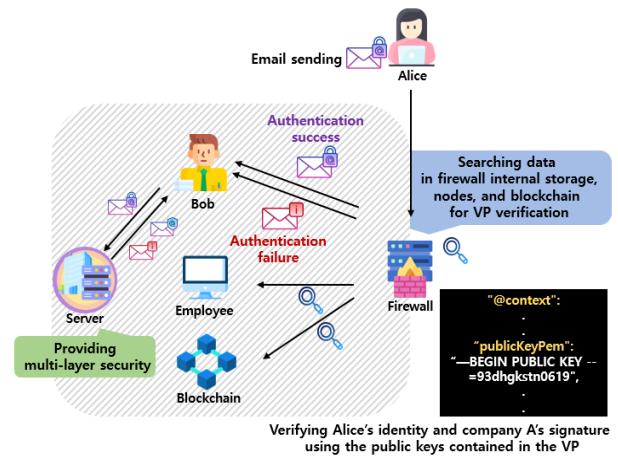 Email sending
Alice
Authentication
success
Searching data
in firewall internal storage,
nodes, and blockchain
for VP verification
Bob
Authentication
failure
Server
Employee
Firewall
Providing
multi-layer security
Blockchain
"@context":
.
.
"publicKeyPem":
"—BEGIN PUBLIC KEY --
=93dhgkstn0619",
.
.
Verifying Alice's identity and company A's signature
using the public keys contained in the VP